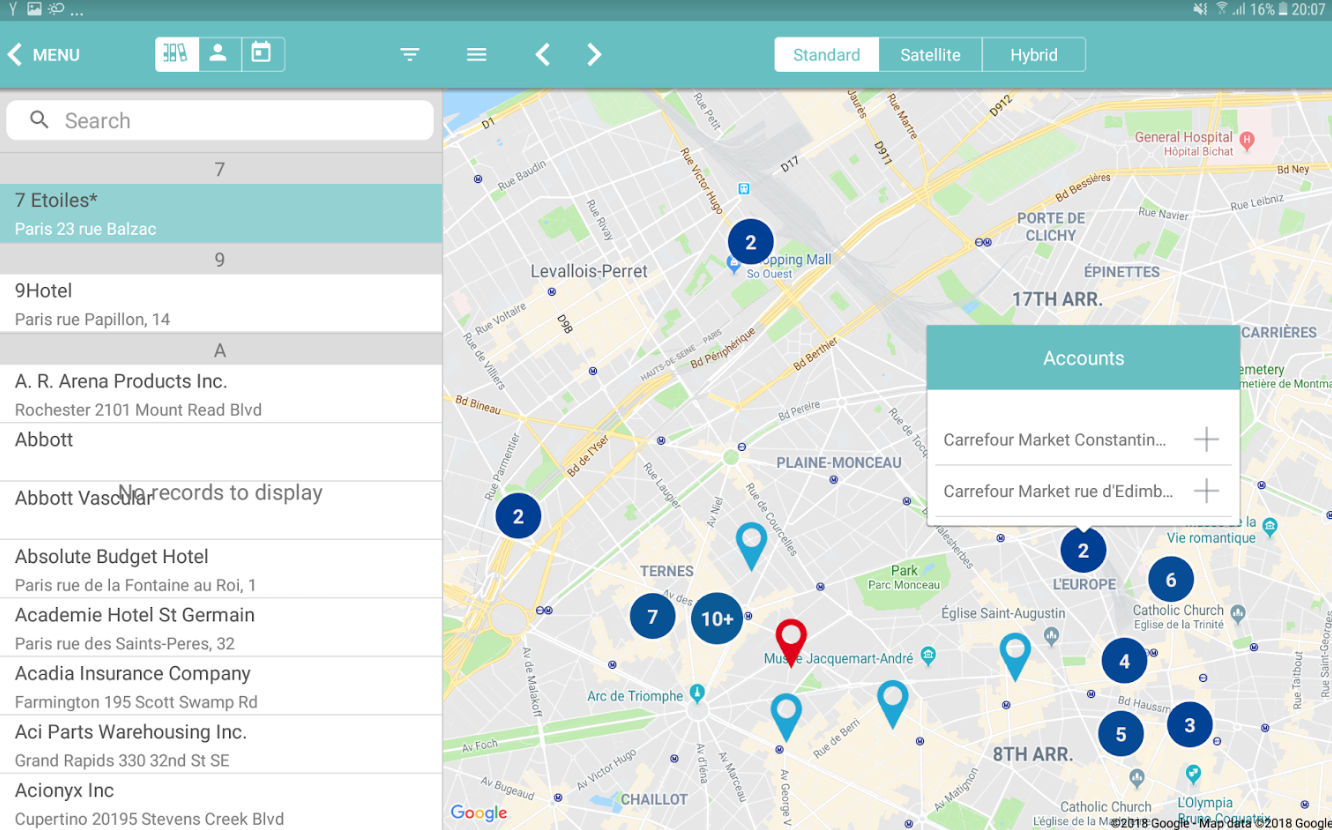 16% 20:07
MENU
Standard
Satellite
Hybrid
Search
7
7 Etoiles*
Paris 23 rue Balzac
9
9Hotel
Paris rue Papillon, 14
A
A. R. Arena Products Inc.
Rochester 2101 Mount Read Blvd
Abbott
Abbott Vascular
No records to display
Absolute Budget Hotel
Paris rue de la Fontaine au Roi, 1
Academie Hotel St Germain
Paris rue des Saints-Peres, 32
Acadia Insurance Company
Farmington 195 Scott Swamp Rd
Aci Parts Warehousing Inc.
Grand Rapids 330 32nd St SE
Acionyx Inc
Cupertino 20195 Stevens Creek Blvd
D1
Rue Petit
Rue Martre
D912
D911
D17
General Hospital
Hôpital Bichat
H
Bd Ney
Rue Baudin
Rue Victor Hugo
Bd Bessières
Rue Leibniz
Rue Navier
Rue Rivay
PORTE DE
CLICHY
2
Levallois-Perret
So Ouest
ÉPINETTES
17TH ARR.
Rue Voltaire
D9B
Rue de Villiers
HAUTS-DE-SEINE - PARIS
Bd Périphérique
Bd Berthier
CARRIÈRES
Accounts
Bd Bineau
Bd Pereire
Carrefour Market Constantin...
Carrefour Market rue d'Edimb...
Bd de l'Yser
Rue Parmentier
PLAINE-MONCEAU
Rue Laugier
Av Niel
Rue de Courcelles
2
Vie romantique
2
L'EUROPE
6
TERNES
Park
Parc Monceau
Av des
7
10+
Église Saint-Augustin
Catholic Church
Eglise de la Trinité
Jacquemart-André
4
Av de Malakoff
Arc de Triomphe
Rue Taitbout
Rue Saint-Georges
3
5
Rue de Berri
Av Foch
Av Victor Hugo
Av d'Iéna
Av Marceau
Av George V
8TH ARR.
Av Bugeaud
CHAILLOT
Av Matignon
Catholic Church
L'Olympia
Bruno Coquatrix
Google
©2018 Google - Map data ©2018 Google